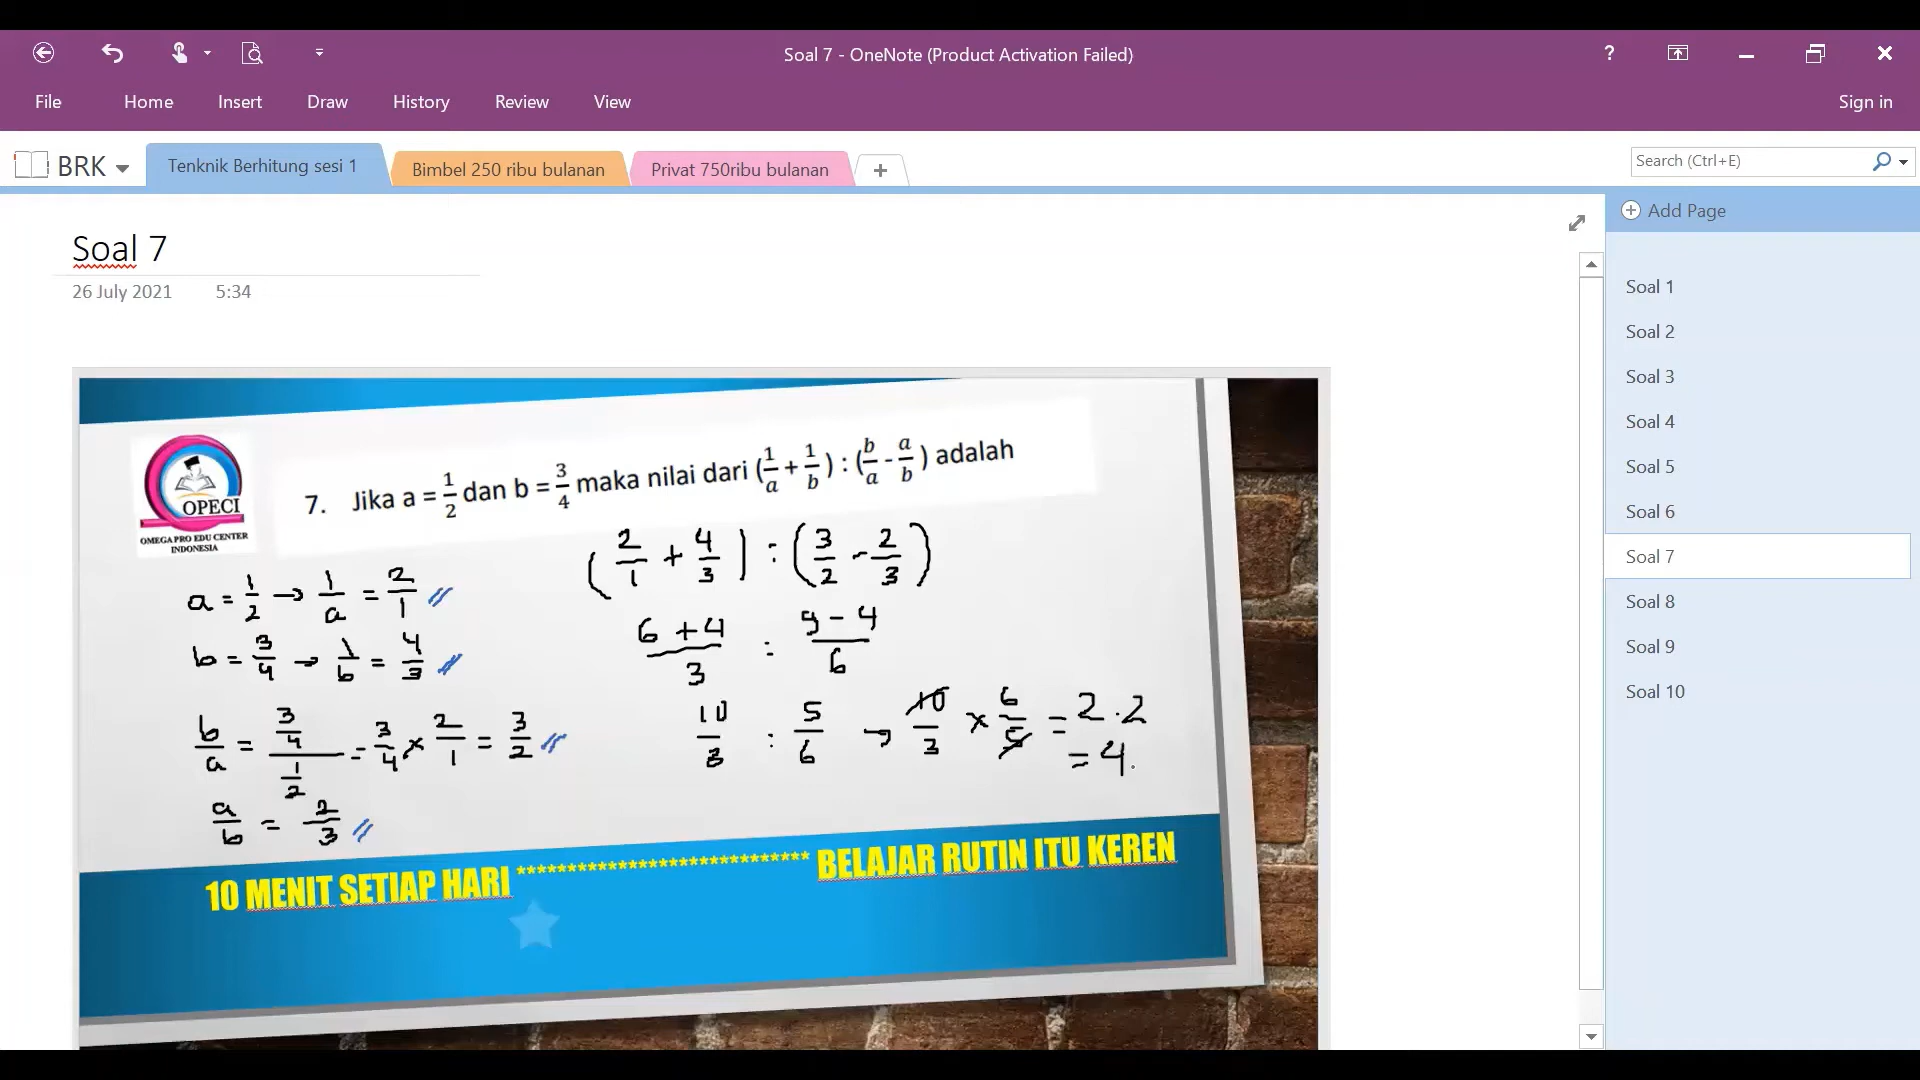 Soal 7 - OneNote (Product Activation Failed)
?
File Home Insert Draw History Review View Sign in
BRK Tenknik Berhitung sesi 1 Bimbel 250 ribu bulanan Privat 750ribu bulanan + Search (Ctrl+E)
Add Page
Soal 7
26 July 2021 5:34
Soal 1
Soal 2
Soal 3
Soal 4
Soal 5
Soal 6
Soal 7
Soal 8
Soal 9
Soal 10
OPECI
OMEGA PRO EDU CENTER
INDONESIA
7. Jika a = 1/2 dan b = 3/4 maka nilai dari (1/a + 1/b) : (b/a - a/b) adalah
a = 1/2 → 1/a = 2/1 //
b = 3/4 → 1/b = 4/3 //
b/a = 3/4 / 1/2 = 3/4 × 2/1 = 3/2 //
a/b = 2/3 //
(2/1 + 4/3) : (3/2 - 2/3)
6 + 4 / 3 : 9 - 4 / 6
10/3 : 5/6 → 10/3 × 6/5 = 2 . 2
= 4.
10 MENIT SETIAP HARI **************************** BELAJAR RUTIN ITU KEREN